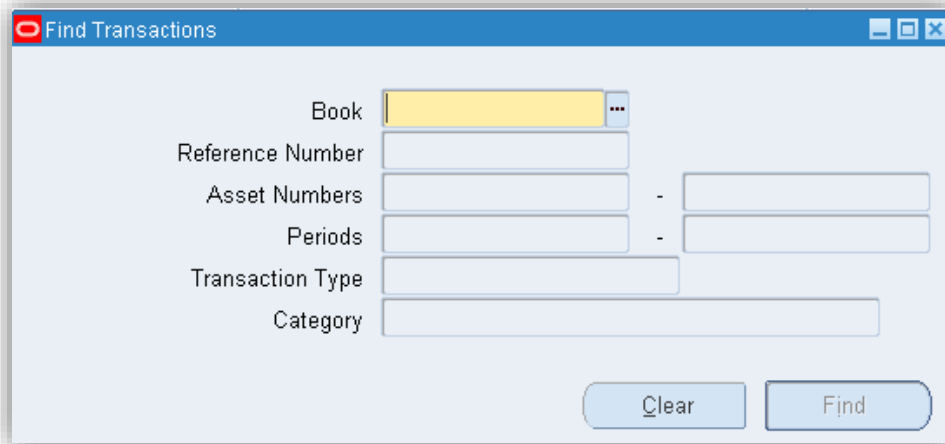 Find Transactions
Book
Reference Number
Asset Numbers -
Periods -
Transaction Type
Category
Clear Find